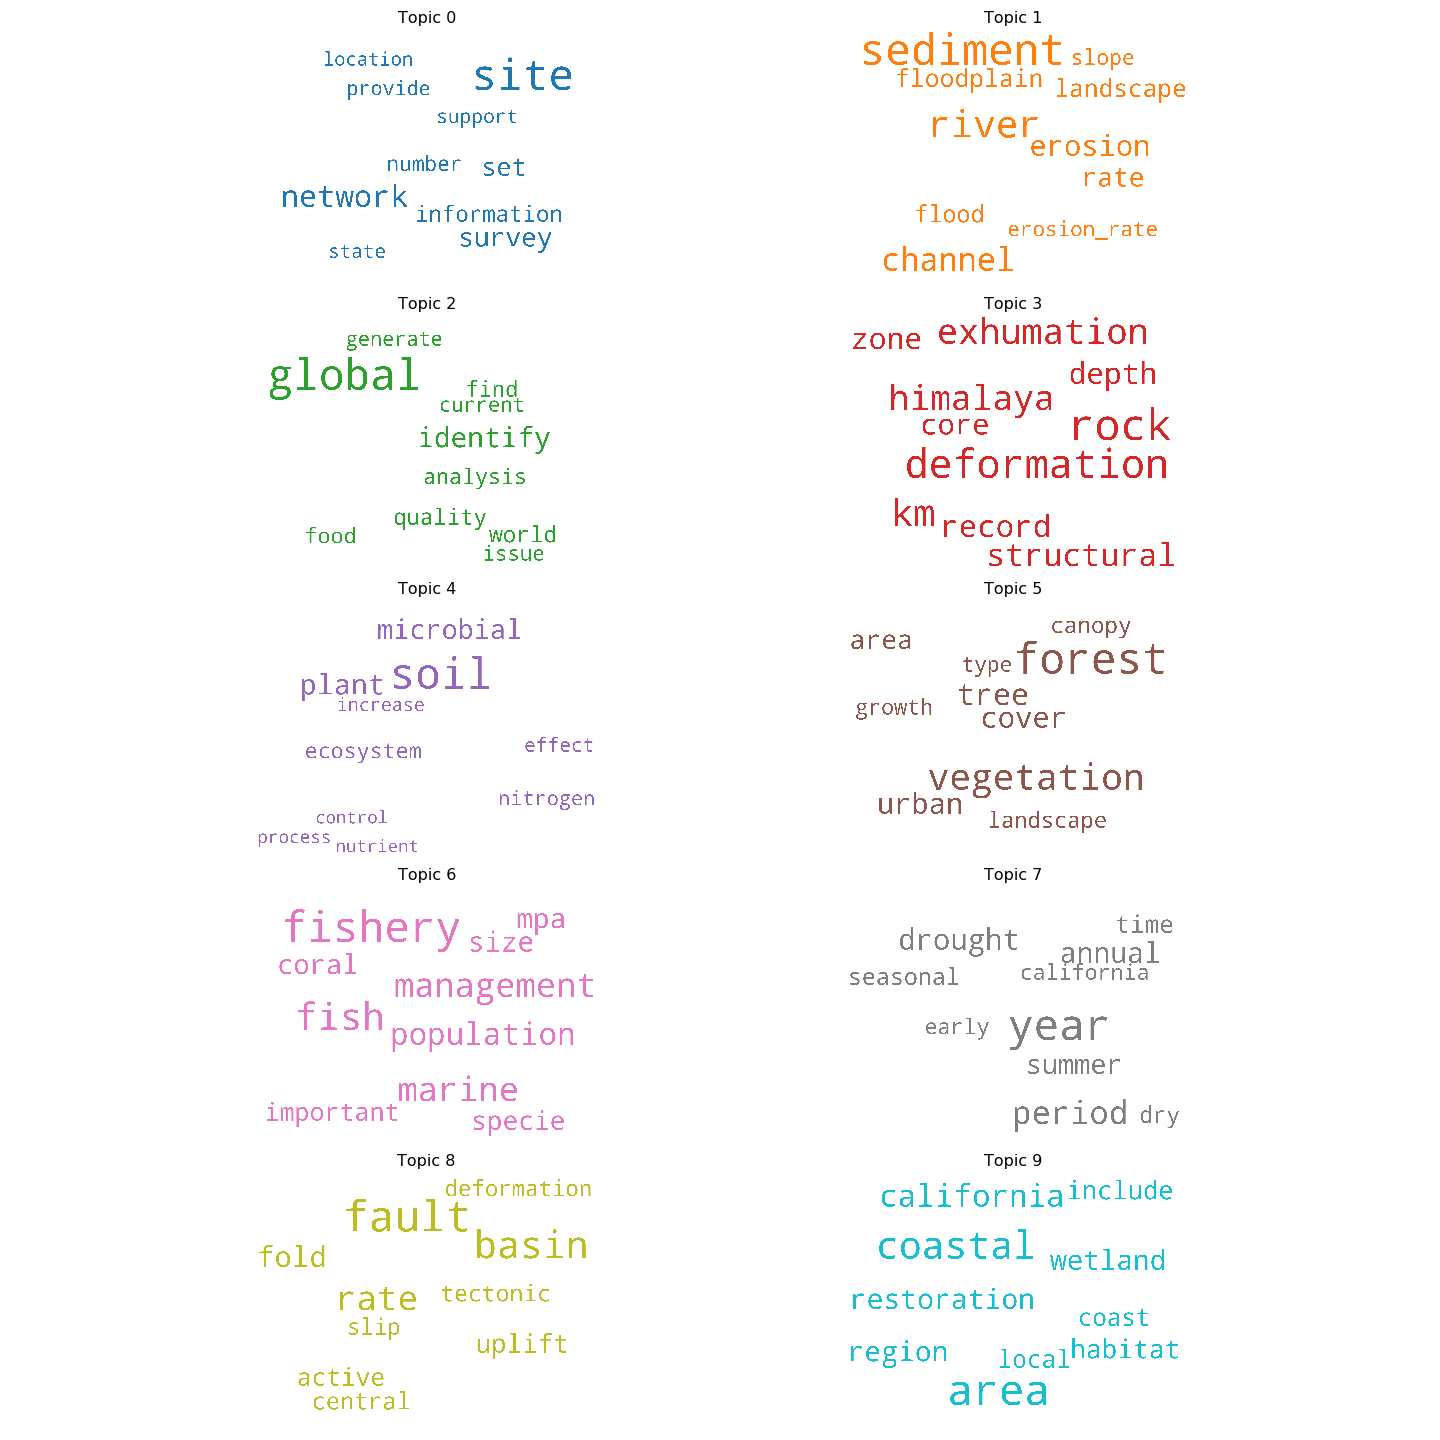 Topic 0
location
site
provide
support
number set
network
information
survey
state
Topic 1
sediment slope
floodplain
landscape
river
erosion
rate
flood
erosion_rate
channel
Topic 2
generate
global
find
current
identify
analysis
quality
food world
issue
Topic 3
zone exhumation
depth
himalaya
core rock
deformation
km record
structural
Topic 4
microbial
plant soil
increase
ecosystem effect
nitrogen
control
process nutrient
Topic 5
canopy
area
type forest
tree
growth cover
vegetation
urban
landscape
Topic 6
fishery mpa
size
coral
management
fish
population
marine
important
specie
Topic 7
time
drought
annual
seasonal california
early year
summer
period dry
Topic 8
deformation
fault
basin
fold
rate tectonic
slip
uplift
active
central
Topic 9
california include
coastal
wetland
restoration
coast
region local habitat
area